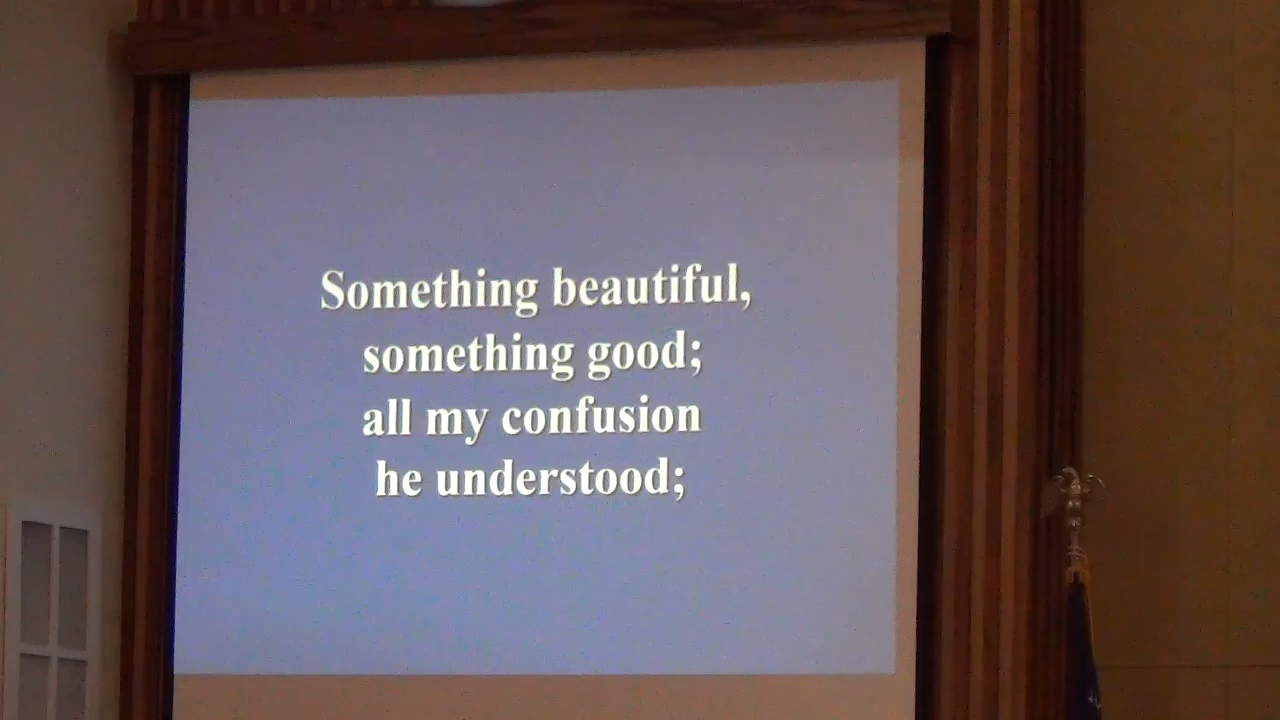 Something beautiful,
something good;
all my confusion
he understood;